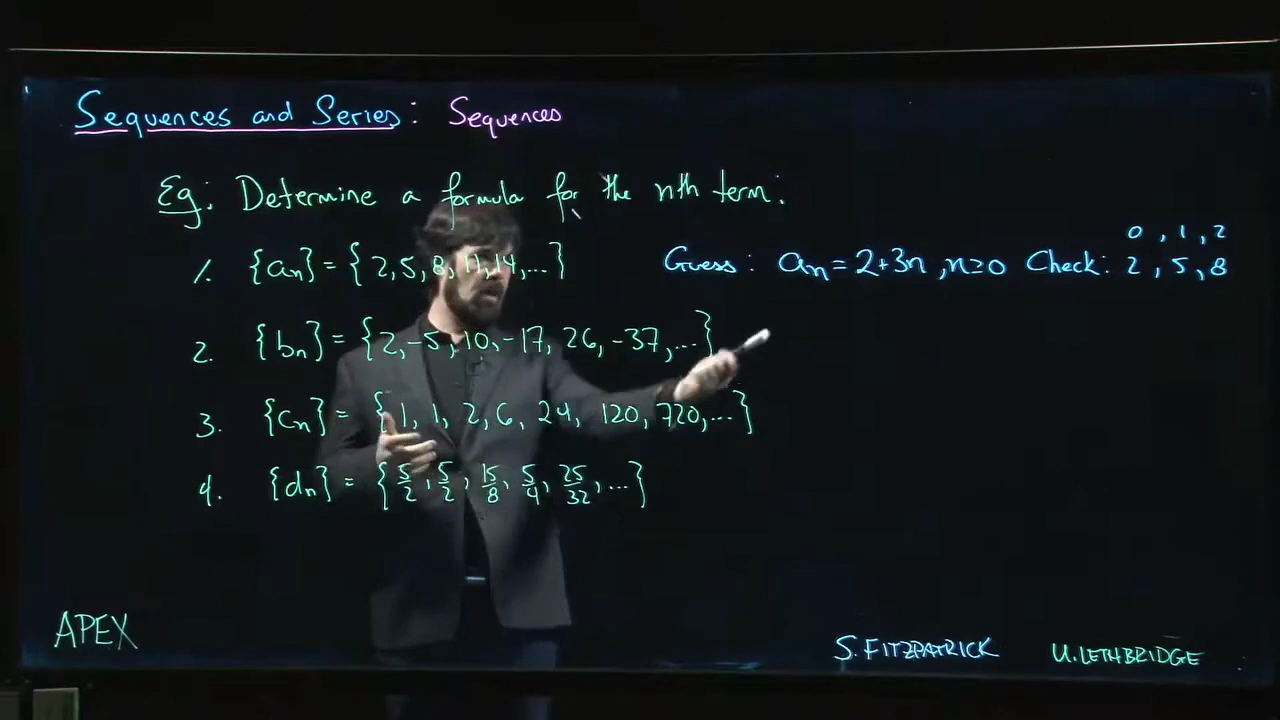 Sequences and Series: Sequences
Eg: Determine a formula for the nth term:
0, 1, 2
1. {an} = {2, 5, 8, 11, 14, ...} Guess: an = 2+3n, n≥0 Check: 2, 5, 8
2. {bn} = {2, -5, 10, -17, 26, -37, ...}
3. {cn} = {1, 1, 2, 6, 24, 120, 720, ...}
4. {dn} = {5/2, 5/2, 15/8, 5/4, 25/32, ...}
APEX S. FITZPATRICK U. LETHBRIDGE